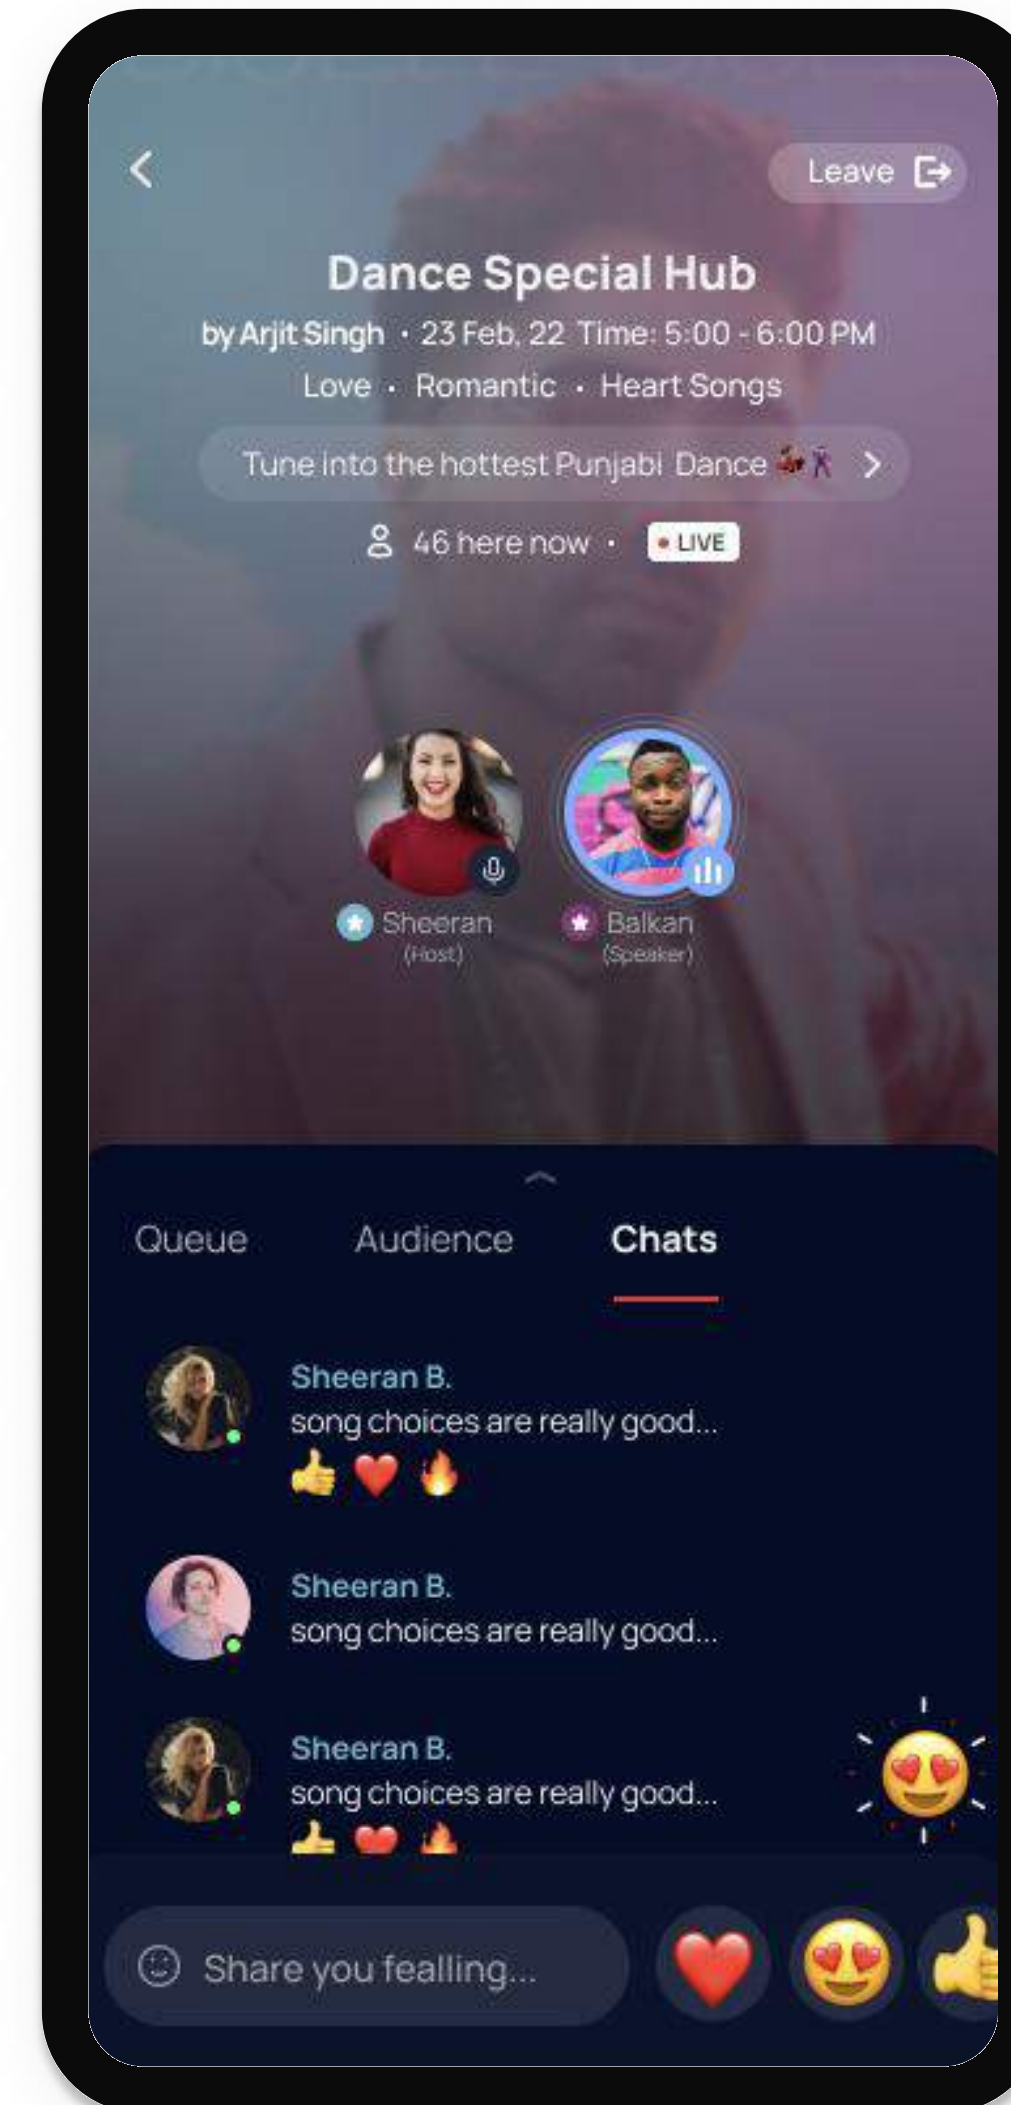 Leave
Dance Special Hub
by Arjit Singh • 23 Feb, 22 Time: 5:00 - 6:00 PM
Love • Romantic • Heart Songs
Tune into the hottest Punjabi Dance 💃🕺
46 here now •
• LIVE
Sheeran
(Host)
Balkan
(Speaker)
Queue
Audience
Chats
Sheeran B.
song choices are really good...
👍 ❤️ 🔥
Sheeran B.
song choices are really good...
Sheeran B.
song choices are really good...
👍 ❤️ 🔥
Share you fealling...